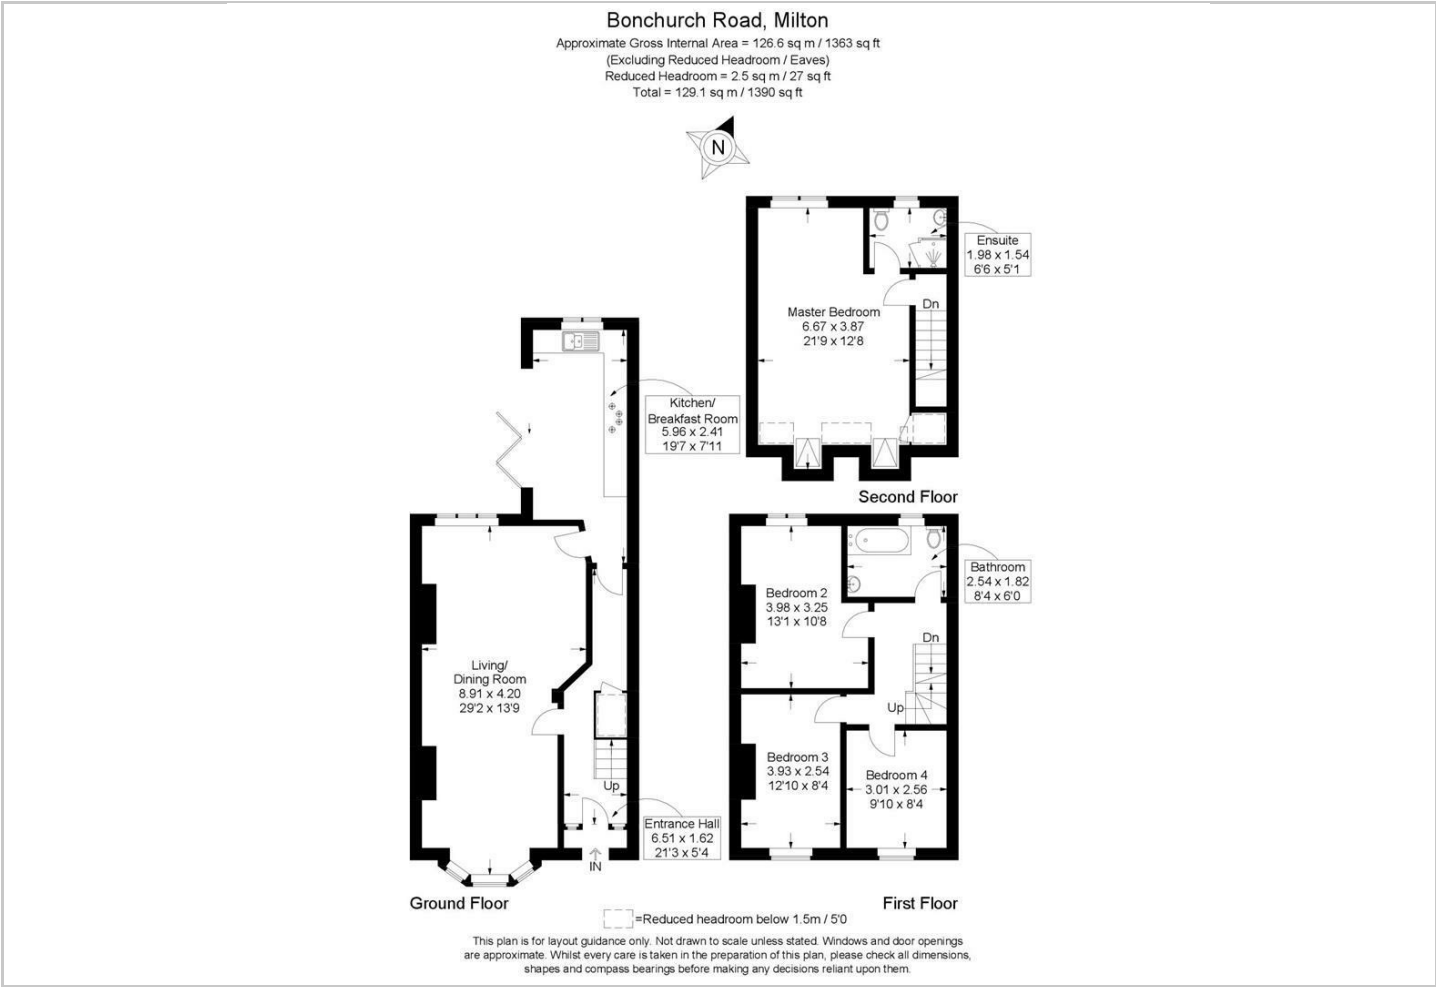 Bonchurch Road, Milton
Approximate Gross Internal Area = 126.6 sq m / 1363 sq ft
(Excluding Reduced Headroom / Eaves)
Reduced Headroom = 2.5 sq m / 27 sq ft
Total = 129.1 sq m / 1390 sq ft
N
Ensuite
1.98 x 1.54
6'6 x 5'1
Dn
Master Bedroom
6.67 x 3.87
21'9 x 12'8
Second Floor
Kitchen/
Breakfast Room
5.96 x 2.41
19'7 x 7'11
Living/
Dining Room
8.91 x 4.20
29'2 x 13'9
Up
Entrance Hall
6.51 x 1.62
21'3 x 5'4
IN
Ground Floor
Bathroom
2.54 x 1.82
8'4 x 6'0
Bedroom 2
3.98 x 3.25
13'1 x 10'8
Dn
Up
Bedroom 3
3.93 x 2.54
12'10 x 8'4
Bedroom 4
3.01 x 2.56
9'10 x 8'4
First Floor
=Reduced headroom below 1.5m / 5'0
This plan is for layout guidance only. Not drawn to scale unless stated. Windows and door openings
are approximate. Whilst every care is taken in the preparation of this plan, please check all dimensions,
shapes and compass bearings before making any decisions reliant upon them.